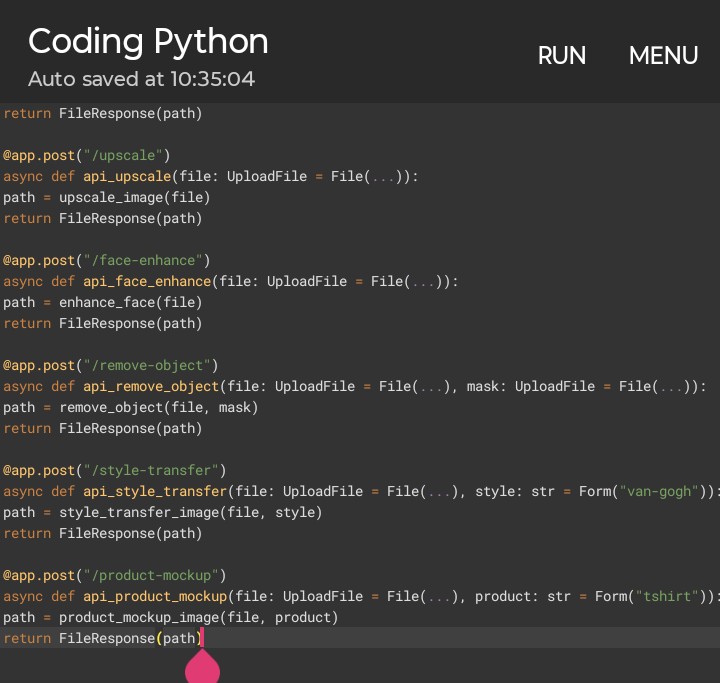 Coding Python
Auto saved at 10:35:04
RUN MENU
return FileResponse(path)
@app.post("/upscale")
async def api_upscale(file: UploadFile = File(...)):
path = upscale_image(file)
return FileResponse(path)
@app.post("/face-enhance")
async def api_face_enhance(file: UploadFile = File(...)):
path = enhance_face(file)
return FileResponse(path)
@app.post("/remove-object")
async def api_remove_object(file: UploadFile = File(...), mask: UploadFile = File(...)):
path = remove_object(file, mask)
return FileResponse(path)
@app.post("/style-transfer")
async def api_style_transfer(file: UploadFile = File(...), style: str = Form("van-gogh")):
path = style_transfer_image(file, style)
return FileResponse(path)
@app.post("/product-mockup")
async def api_product_mockup(file: UploadFile = File(...), product: str = Form("tshirt")):
path = product_mockup_image(file, product)
return FileResponse(path)